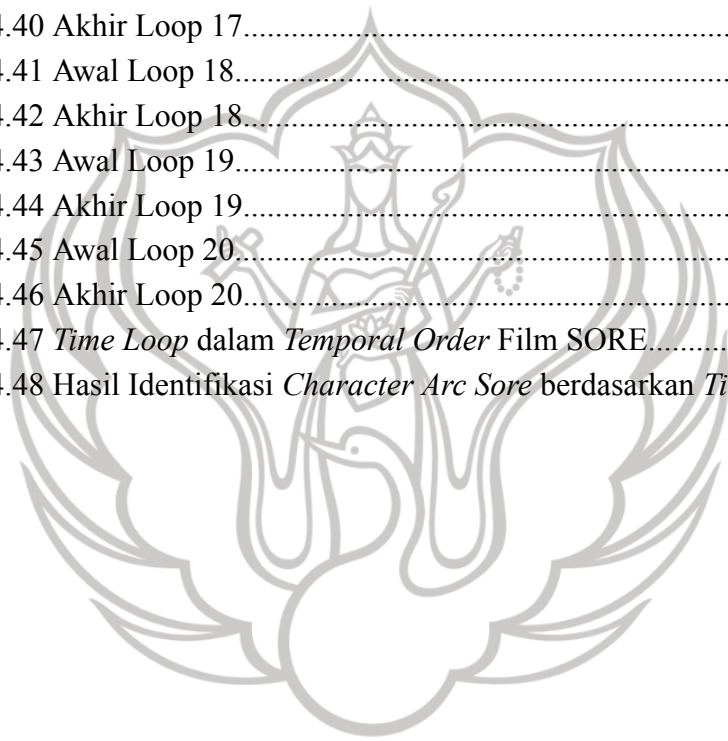 4.40 Akhir Loop 17
4.41 Awal Loop 18
4.42 Akhir Loop 18
4.43 Awal Loop 19
4.44 Akhir Loop 19
4.45 Awal Loop 20
4.46 Akhir Loop 20
4.47 Time Loop dalam Temporal Order Film SORE
4.48 Hasil Identifikasi Character Arc Sore berdasarkan